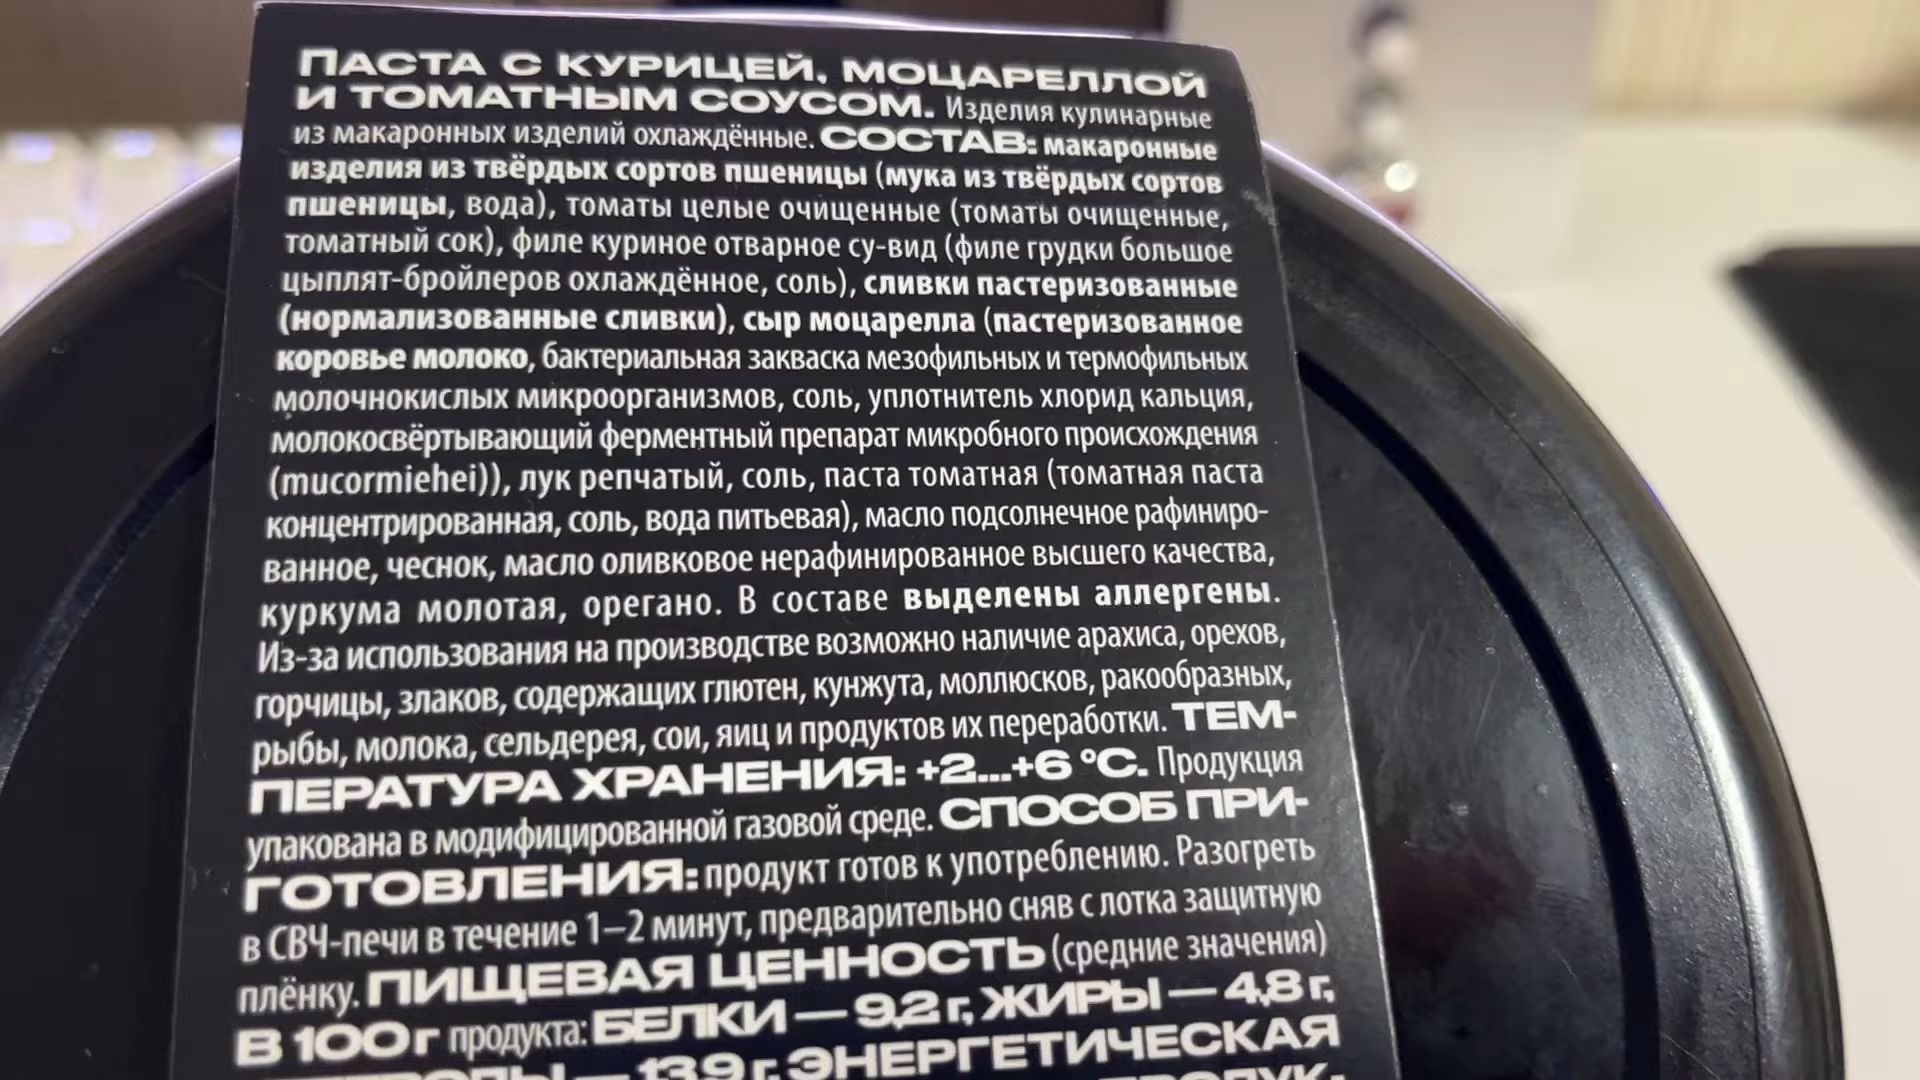 ПАСТА С КУРИЦЕЙ, МОЦАРЕЛЛОЙ
И ТОМАТНЫМ СОУСОМ. Изделия кулинарные
из макаронных изделий охлаждённые. СОСТАВ: макаронные
изделия из твёрдых сортов пшеницы (мука из твёрдых сортов
пшеницы, вода), томаты целые очищенные (томаты очищенные,
томатный сок), филе куриное отварное су-вид (филе грудки большое
цыплят-бройлеров охлаждённое, соль), сливки пастеризованные
(нормализованные сливки), сыр моцарелла (пастеризованное
коровье молоко, бактериальная закваска мезофильных и термофильных
молочнокислых микроорганизмов, соль, уплотнитель хлорид кальция,
молокосвёртывающий ферментный препарат микробного происхождения
(mucormiehei)), лук репчатый, соль, паста томатная (томатная паста
концентрированная, соль, вода питьевая), масло подсолнечное рафиниро-
ванное, чеснок, масло оливковое нерафинированное высшего качества,
куркума молотая, орегано. В составе выделены аллергены.
Из-за использования на производстве возможно наличие арахиса, орехов,
горчицы, злаков, содержащих глютен, кунжута, моллюсков, ракообразных,
рыбы, молока, сельдерея, сои, яиц и продуктов их переработки. ТЕМ-
ПЕРАТУРА ХРАНЕНИЯ: +2...+6 °С. Продукция
упакована в модифицированной газовой среде. СПОСОБ ПРИ-
ГОТОВЛЕНИЯ: продукт готов к употреблению. Разогреть
в СВЧ-печи в течение 1–2 минут, предварительно сняв с лотка защитную
плёнку. ПИЩЕВАЯ ЦЕННОСТЬ (средние значения)
В 100 г продукта: БЕЛКИ — 9,2 г, ЖИРЫ — 4,8 г,
— 13,9 г, ЭНЕРГЕТИЧЕСКАЯ